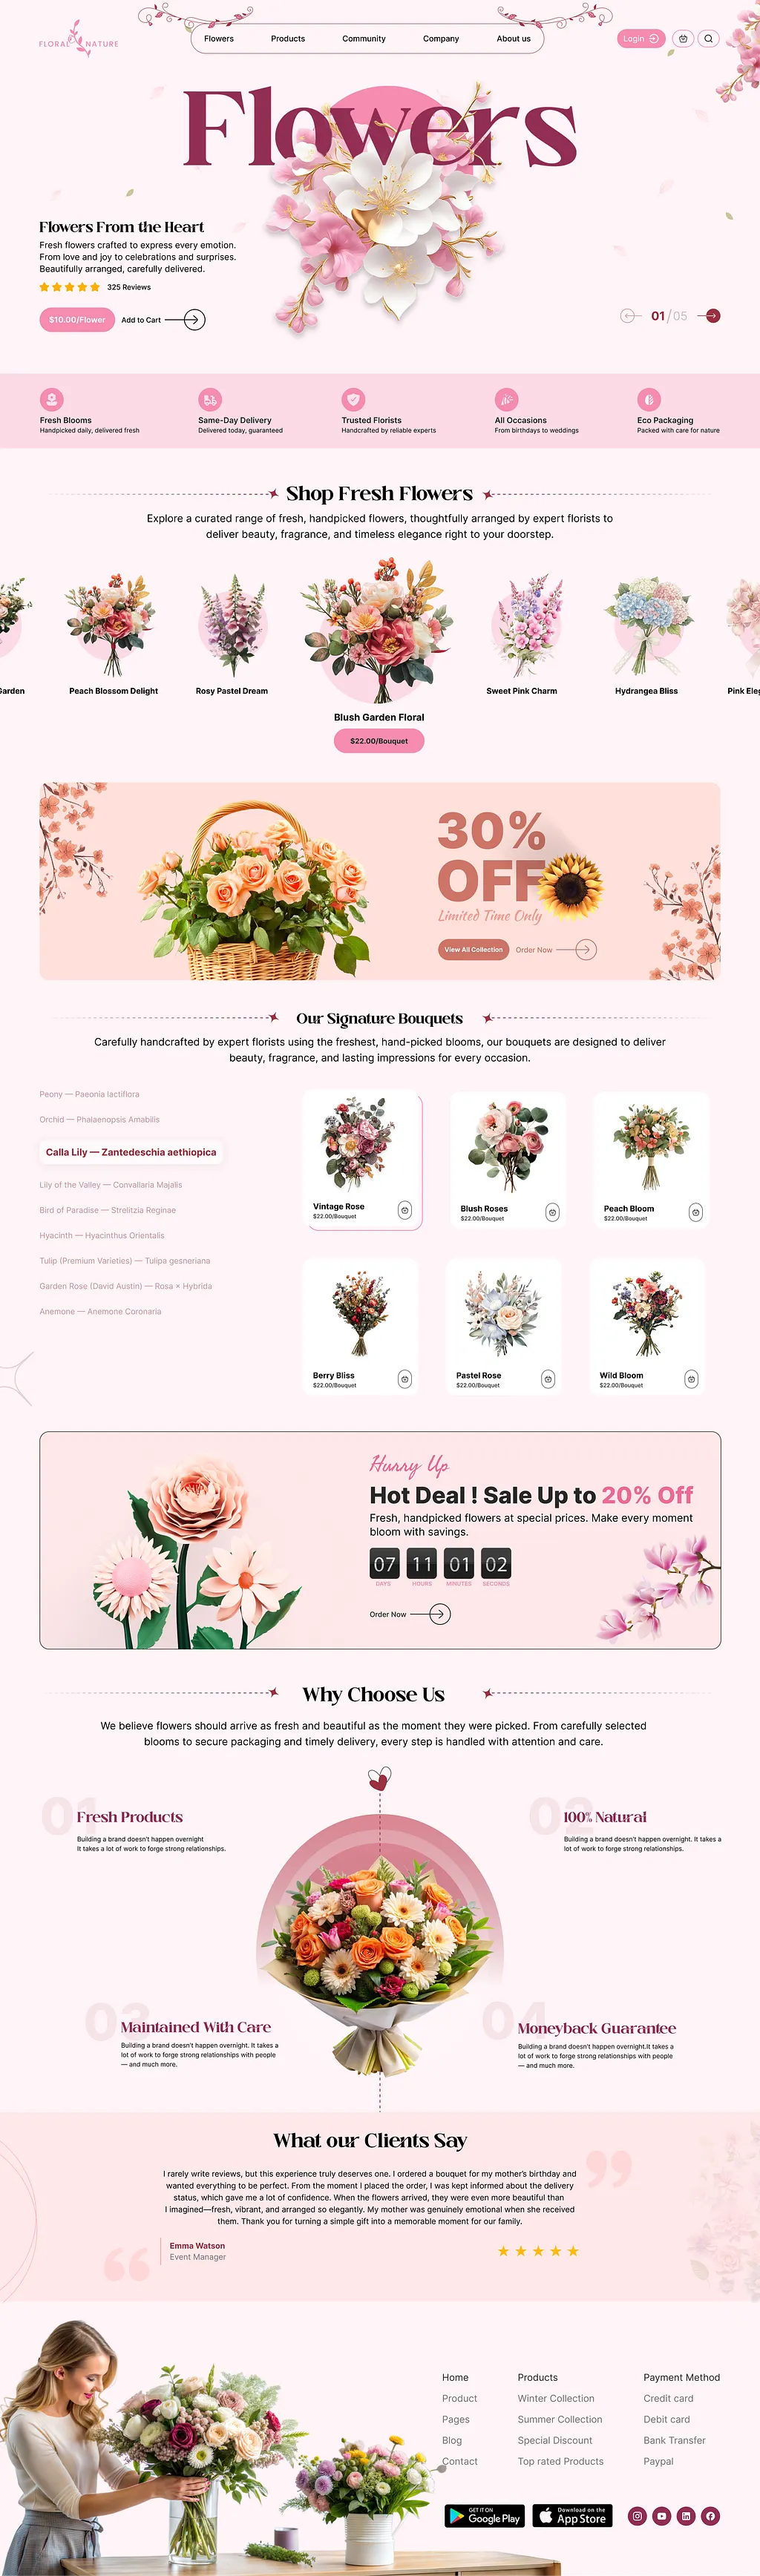 FLORAL NATURE
Flowers
Products
Community
Company
About us
Login
Flowers
Flowers From the Heart
Fresh flowers crafted to express every emotion.
From love and joy to celebrations and surprises.
Beautifully arranged, carefully delivered.
325 Reviews
$10.00/Flower
Add to Cart
01/05
Fresh Blooms
Handpicked daily, delivered fresh
Same-Day Delivery
Delivered today, guaranteed
Trusted Florists
Handcrafted by reliable experts
All Occasions
From birthdays to weddings
Eco Packaging
Packed with care for nature
Shop Fresh Flowers
Explore a curated range of fresh, handpicked flowers, thoughtfully arranged by expert florists to
deliver beauty, fragrance, and timeless elegance right to your doorstep.
Garden
Peach Blossom Delight
Rosy Pastel Dream
Blush Garden Floral
$22.00/Bouquet
Sweet Pink Charm
Hydrangea Bliss
Pink Eleg
30%
OFF
Limited Time Only
View All Collection
Order Now
Our Signature Bouquets
Carefully handcrafted by expert florists using the freshest, hand-picked blooms, our bouquets are designed to deliver
beauty, fragrance, and lasting impressions for every occasion.
Peony — Paeonia lactiflora
Orchid — Phalaenopsis Amabilis
Calla Lily — Zantedeschia aethiopica
Lily of the Valley — Convallaria Majalis
Bird of Paradise — Strelitzia Reginae
Hyacinth — Hyacinthus Orientalis
Tulip (Premium Varieties) — Tulipa gesneriana
Garden Rose (David Austin) — Rosa × Hybrida
Anemone — Anemone Coronaria
Vintage Rose
$22.00/Bouquet
Blush Roses
$22.00/Bouquet
Peach Bloom
$22.00/Bouquet
Berry Bliss
$22.00/Bouquet
Pastel Rose
$22.00/Bouquet
Wild Bloom
$22.00/Bouquet
Hurry Up
Hot Deal ! Sale Up to 20% Off
Fresh, handpicked flowers at special prices. Make every moment
bloom with savings.
07 11 01 02
DAYS HOURS MINUTES SECONDS
Order Now
Why Choose Us
We believe flowers should arrive as fresh and beautiful as the moment they were picked. From carefully selected
blooms to secure packaging and timely delivery, every step is handled with attention and care.
01
Fresh Products
Building a brand doesn't happen overnight
It takes a lot of work to forge strong relationships.
02
100% Natural
Building a brand doesn't happen overnight. It takes a
lot of work to forge strong relationships.
03
Maintained With Care
Building a brand doesn't happen overnight. It takes a
lot of work to forge strong relationships with people
— and much more.
04
Moneyback Guarantee
Building a brand doesn't happen overnight.It takes a
lot of work to forge strong relationships with people
— and much more.
What our Clients Say
I rarely write reviews, but this experience truly deserves one. I ordered a bouquet for my mother's birthday and
wanted everything to be perfect. From the moment I placed the order, I was kept informed about the delivery
status, which gave me a lot of confidence. When the flowers arrived, they were even more beautiful than
I imagined—fresh, vibrant, and arranged so elegantly. My mother was genuinely emotional when she received
them. Thank you for turning a simple gift into a memorable moment for our family.
Emma Watson
Event Manager
Home
Product
Pages
Blog
Contact
Products
Winter Collection
Summer Collection
Special Discount
Top rated Products
Payment Method
Credit card
Debit card
Bank Transfer
Paypal
GET IT ON
Google Play
Download on the
App Store